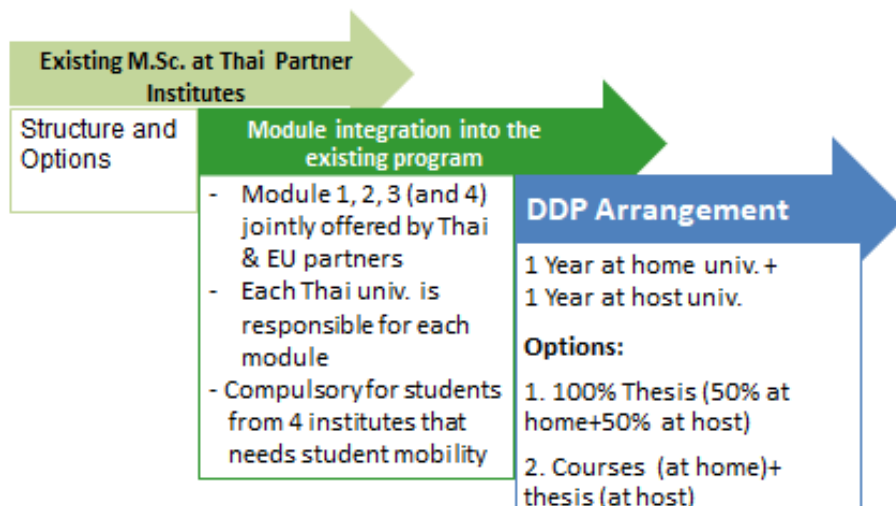 Existing M.Sc. at Thai Partner
Institutes
Structure and
Options
Module integration into the
existing program
- Module 1, 2, 3 (and 4)
jointly offered by Thai
& EU partners
- Each Thai univ. is
responsible for each
module
- Compulsory for students
from 4 institutes that
needs student mobility
DDP Arrangement
1 Year at home univ. +
1 Year at host univ.
Options:
1. 100% Thesis (50% at
home+50% at host)
2. Courses (at home)+
thesis (at host)